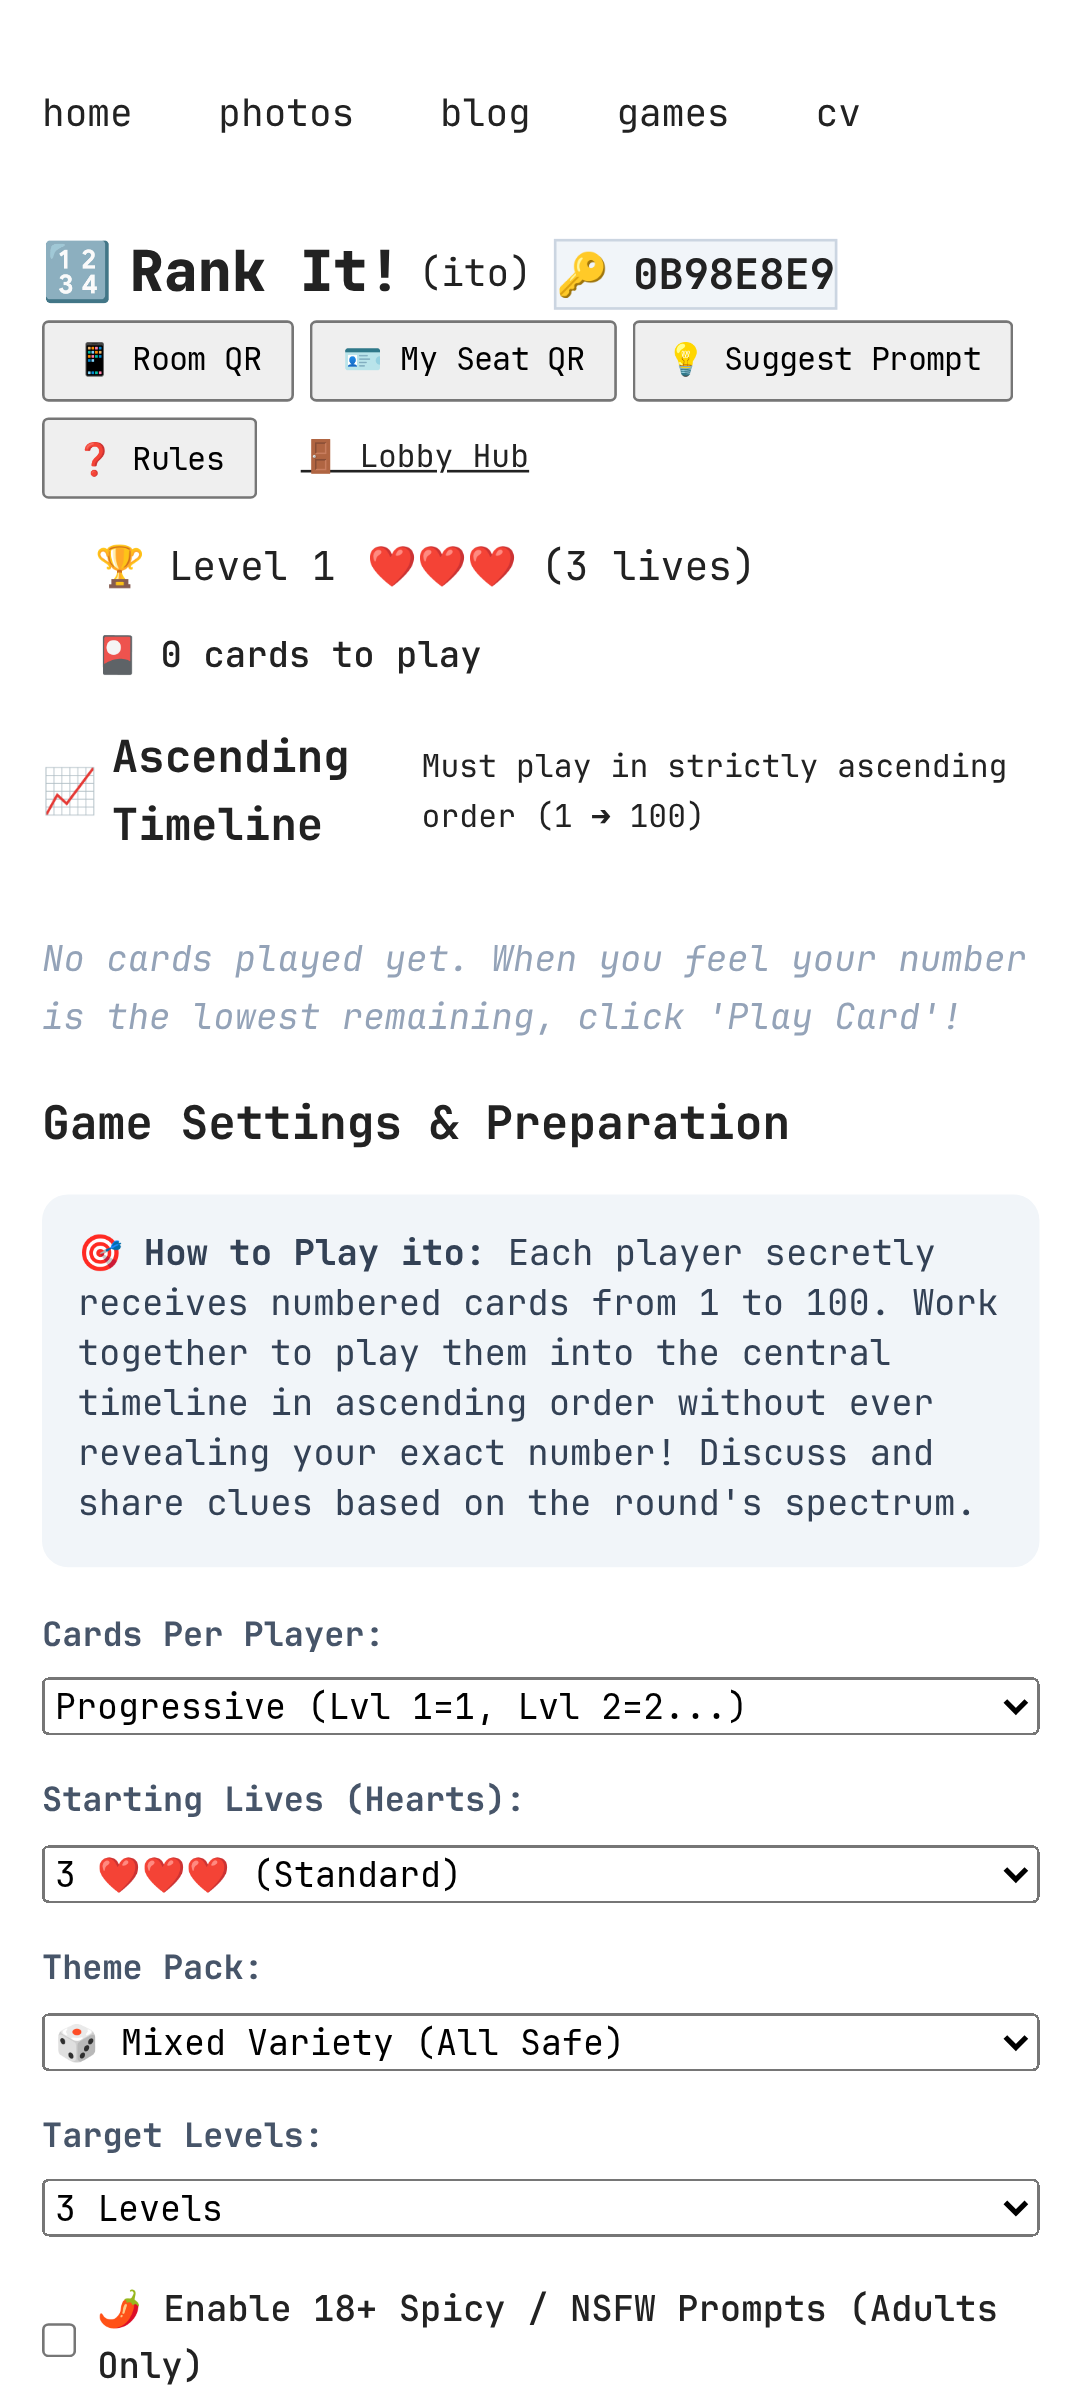 home photos blog games cv
🔢 Rank It! (ito) 🔑 0B98E8E9
📱 Room QR 🪪 My Seat QR 💡 Suggest Prompt
❓ Rules 🚪 Lobby Hub
🏆 Level 1 ❤️❤️❤️ (3 lives)
🎴 0 cards to play
📈 Ascending Timeline
Must play in strictly ascending
order (1 ➔ 100)
No cards played yet. When you feel your number
is the lowest remaining, click 'Play Card'!
Game Settings & Preparation
🎯 How to Play ito: Each player secretly
receives numbered cards from 1 to 100. Work
together to play them into the central
timeline in ascending order without ever
revealing your exact number! Discuss and
share clues based on the round's spectrum.
Cards Per Player:
Progressive (Lvl 1=1, Lvl 2=2...)
Starting Lives (Hearts):
3 ❤️❤️❤️ (Standard)
Theme Pack:
🎲 Mixed Variety (All Safe)
Target Levels:
3 Levels
🌶️ Enable 18+ Spicy / NSFW Prompts (Adults
Only)